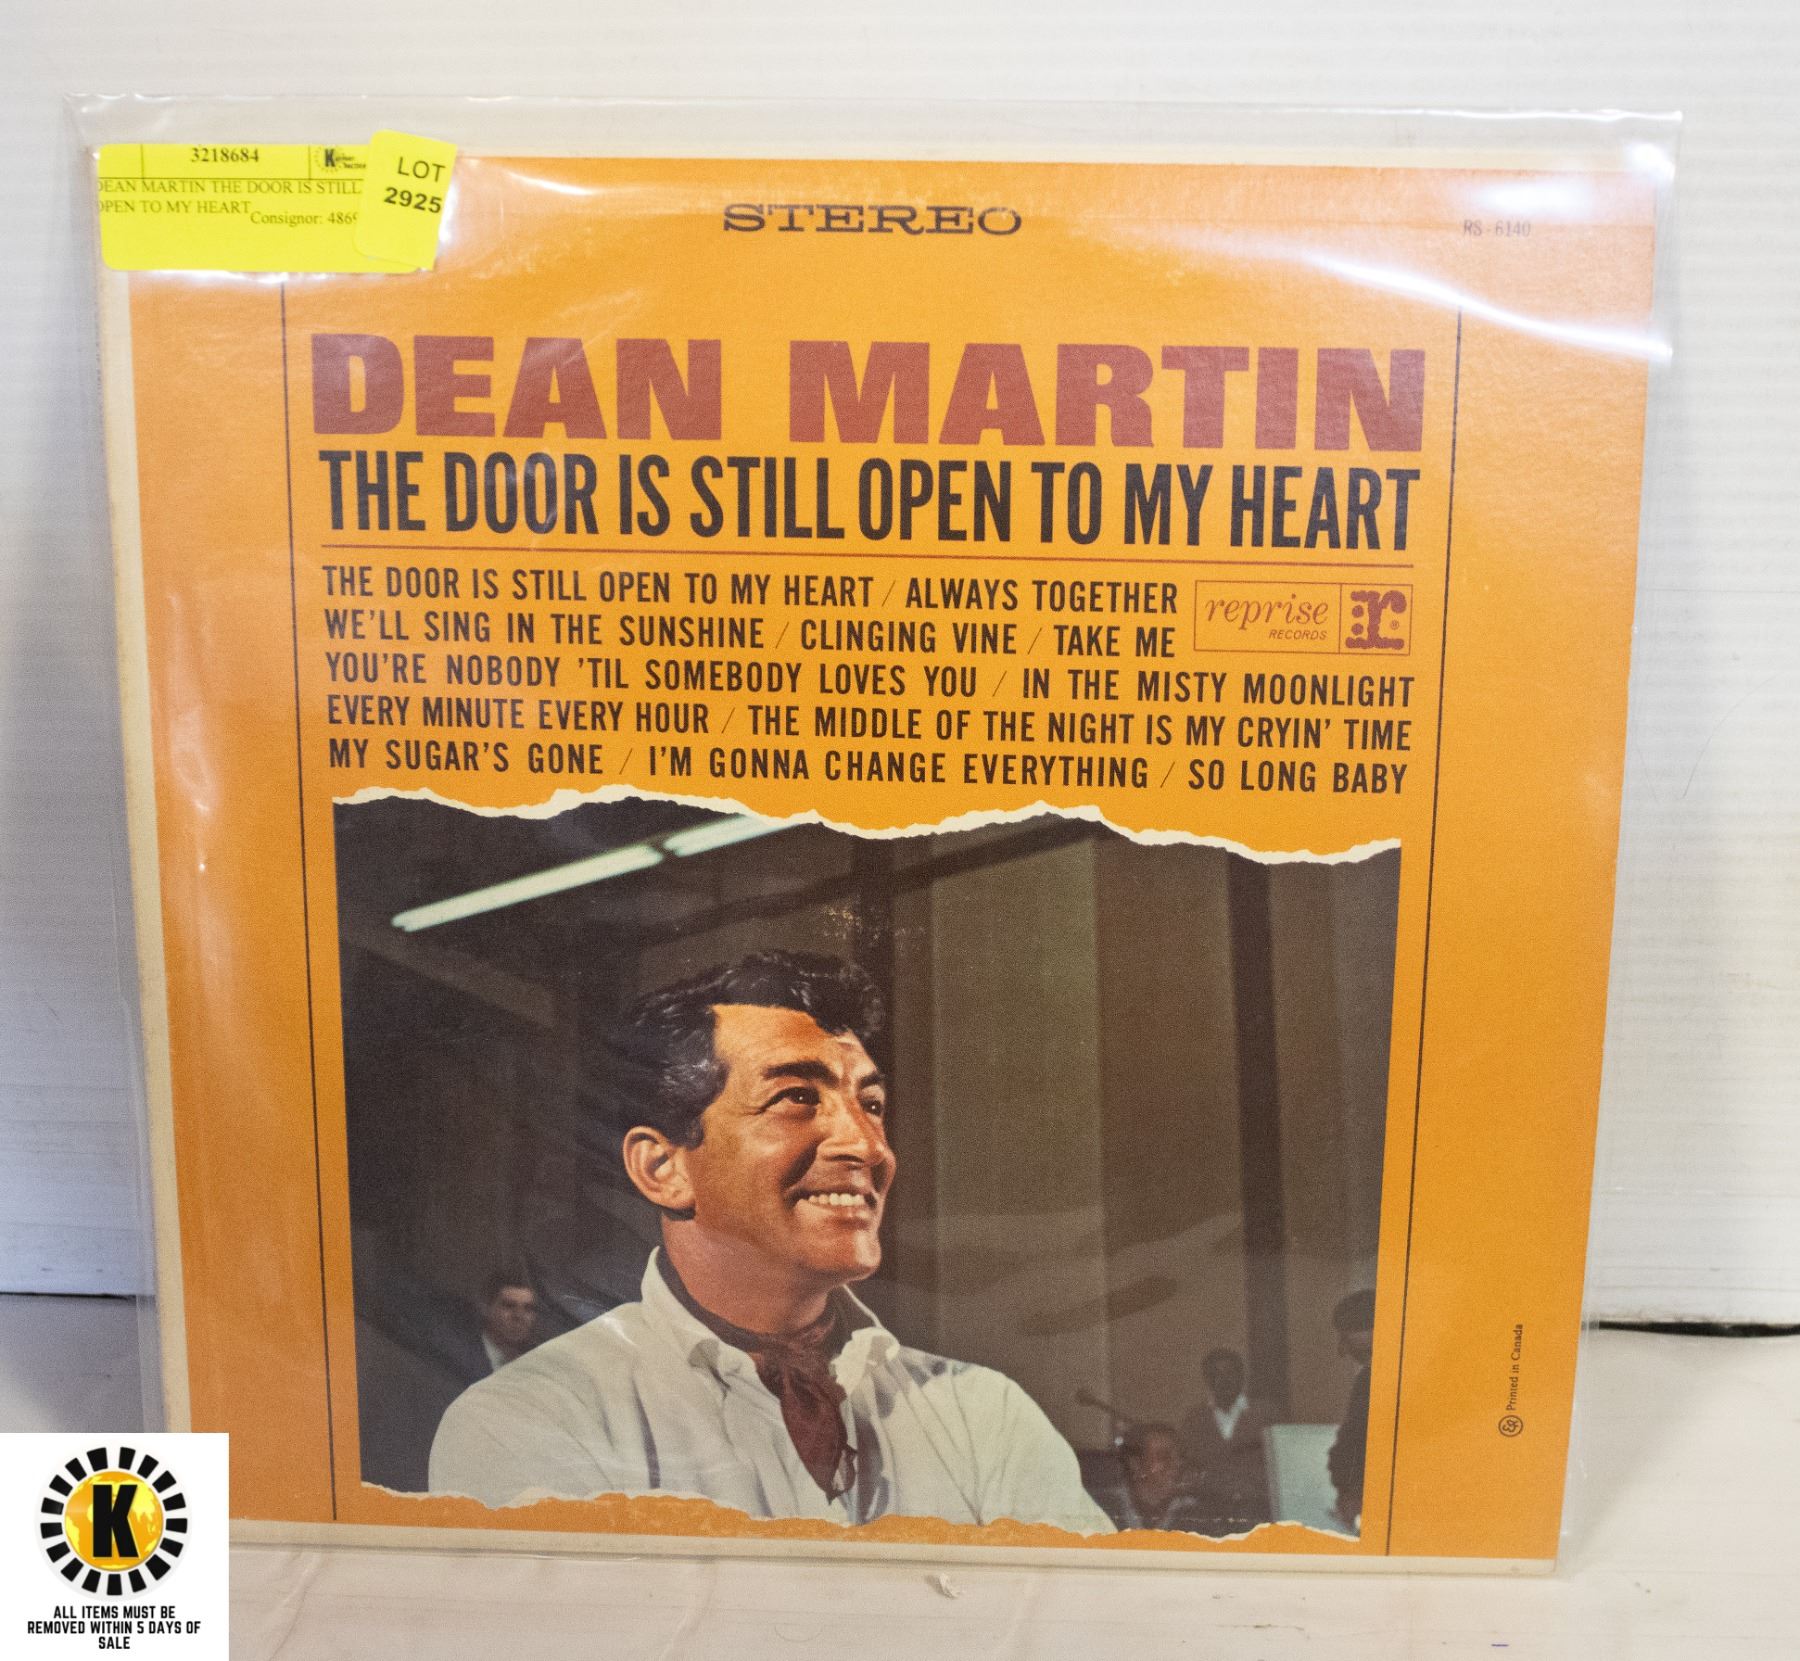 3218684
LOT
2925
DEAN MARTIN THE DOOR IS STILL
OPEN TO MY HEART
Consignor: 4869
STEREO
RS-6140
DEAN MARTIN
THE DOOR IS STILL OPEN TO MY HEART
THE DOOR IS STILL OPEN TO MY HEART / ALWAYS TOGETHER
WE'LL SING IN THE SUNSHINE / CLINGING VINE / TAKE ME
reprise
RECORDS
r
®
YOU'RE NOBODY 'TIL SOMEBODY LOVES YOU / IN THE MISTY MOONLIGHT
EVERY MINUTE EVERY HOUR / THE MIDDLE OF THE NIGHT IS MY CRYIN' TIME
MY SUGAR'S GONE / I'M GONNA CHANGE EVERYTHING / SO LONG BABY
Printed in Canada
K
ALL ITEMS MUST BE
REMOVED WITHIN 5 DAYS OF
SALE